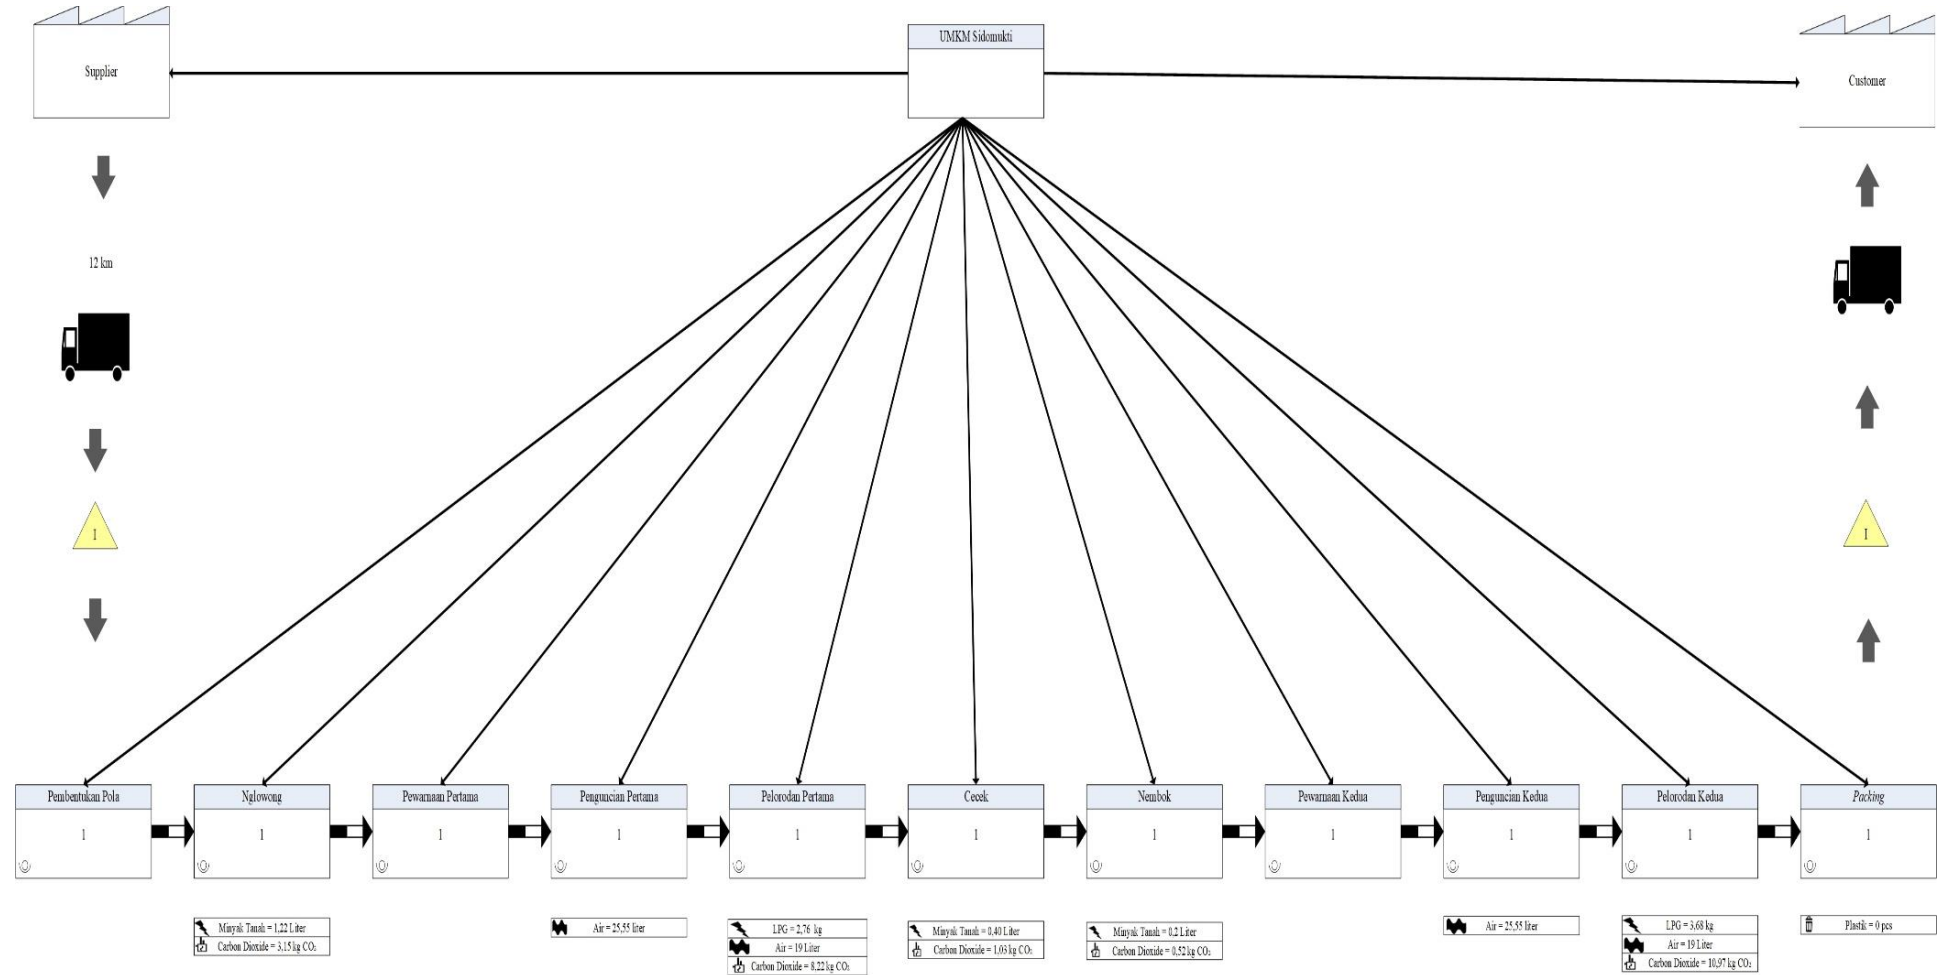 UMKM Sidomukti
Supplier
Customer
12 km
I
I
Pembentukan Pola
1
Nglowong
1
Pewarnaan Pertama
1
Penguncian Pertama
1
Pelorodan Pertama
1
Cecek
1
Nembok
1
Pewarnaan Kedua
1
Penguncian Kedua
1
Pelorodan Kedua
1
Packing
1
Minyak Tanah = 1,22 Liter
Carbon Dioxide = 3,15 kg CO₂
Air = 25,55 liter
LPG = 2,76 kg
Air = 19 Liter
Carbon Dioxide = 8,22 kg CO₂
Minyak Tanah = 0,40 Liter
Carbon Dioxide = 1,03 kg CO₂
Minyak Tanah = 0,2 Liter
Carbon Dioxide = 0,52 kg CO₂
Air = 25,55 liter
LPG = 3,68 kg
Air = 19 Liter
Carbon Dioxide = 10,97 kg CO₂
Plastik = 0 pcs